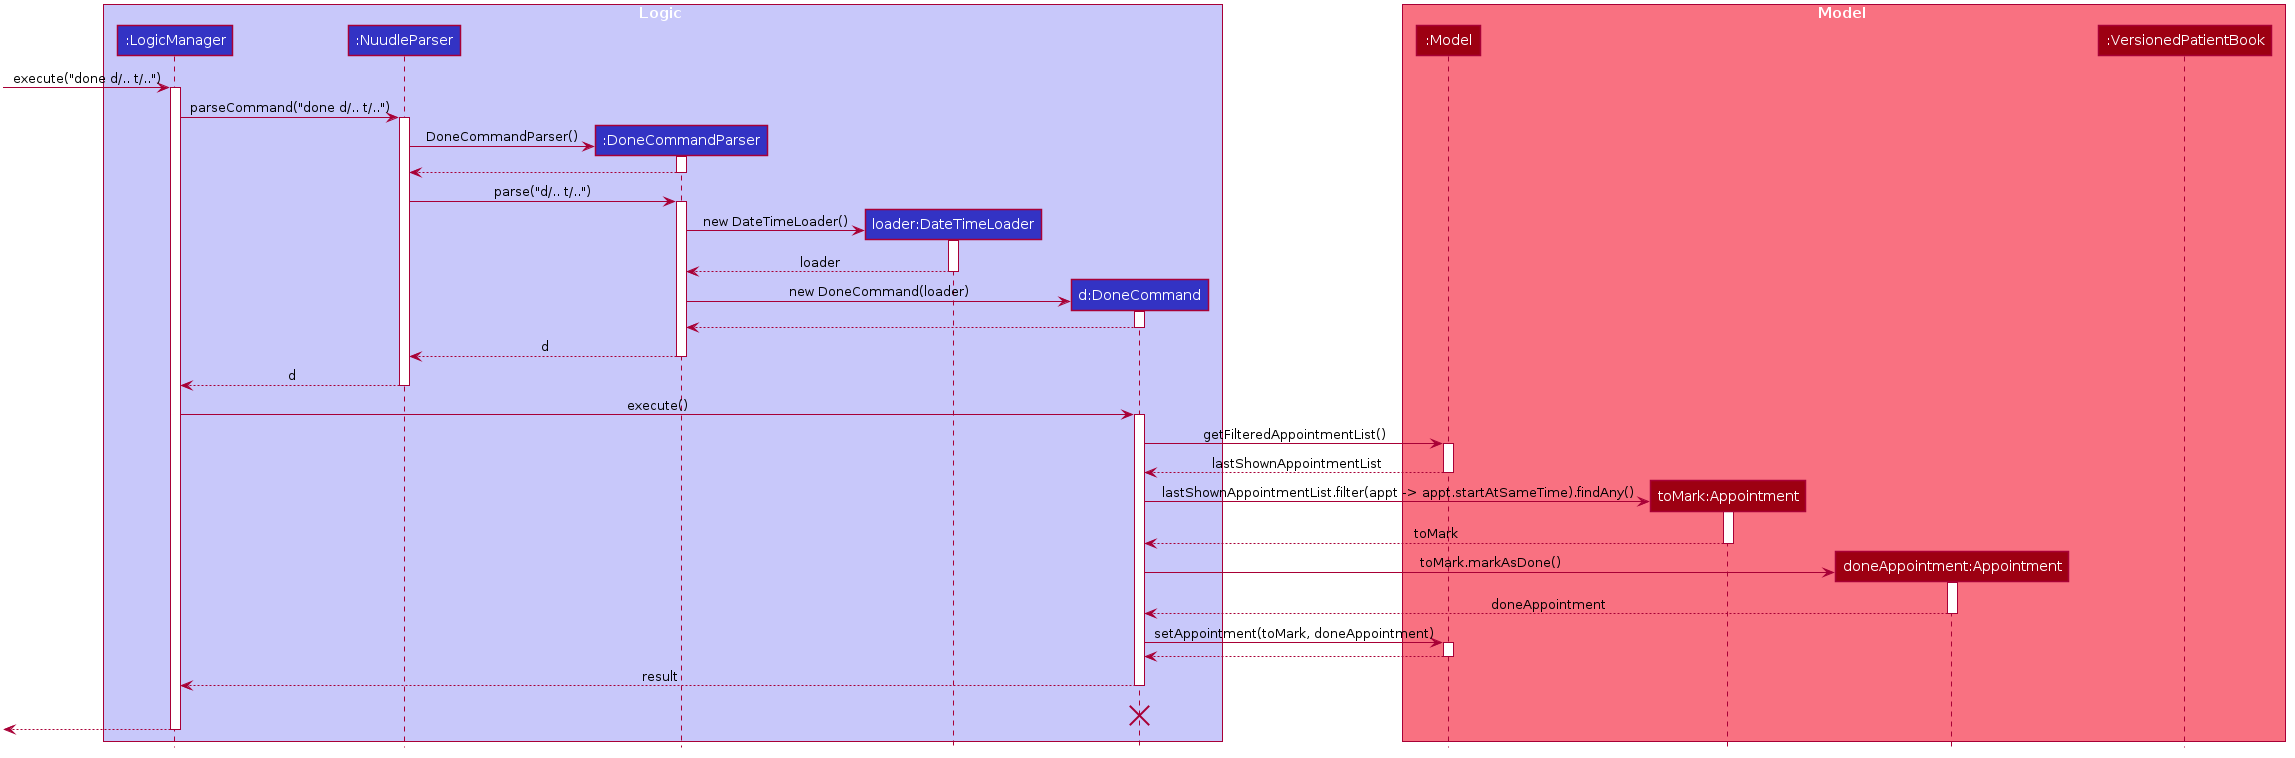 Logic
Model
:LogicManager
:NuudleParser
:Model
:VersionedPatientBook
execute("done d/.. t/..")
parseCommand("done d/.. t/..")
DoneCommandParser()
:DoneCommandParser
parse("d/.. t/..")
new DateTimeLoader()
loader:DateTimeLoader
loader
new DoneCommand(loader)
d:DoneCommand
d
d
execute()
getFilteredAppointmentList()
lastShownAppointmentList
lastShownAppointmentList.filter(appt -> appt.startAtSameTime).findAny()
toMark:Appointment
toMark
toMark.markAsDone()
doneAppointment:Appointment
doneAppointment
setAppointment(toMark, doneAppointment)
result